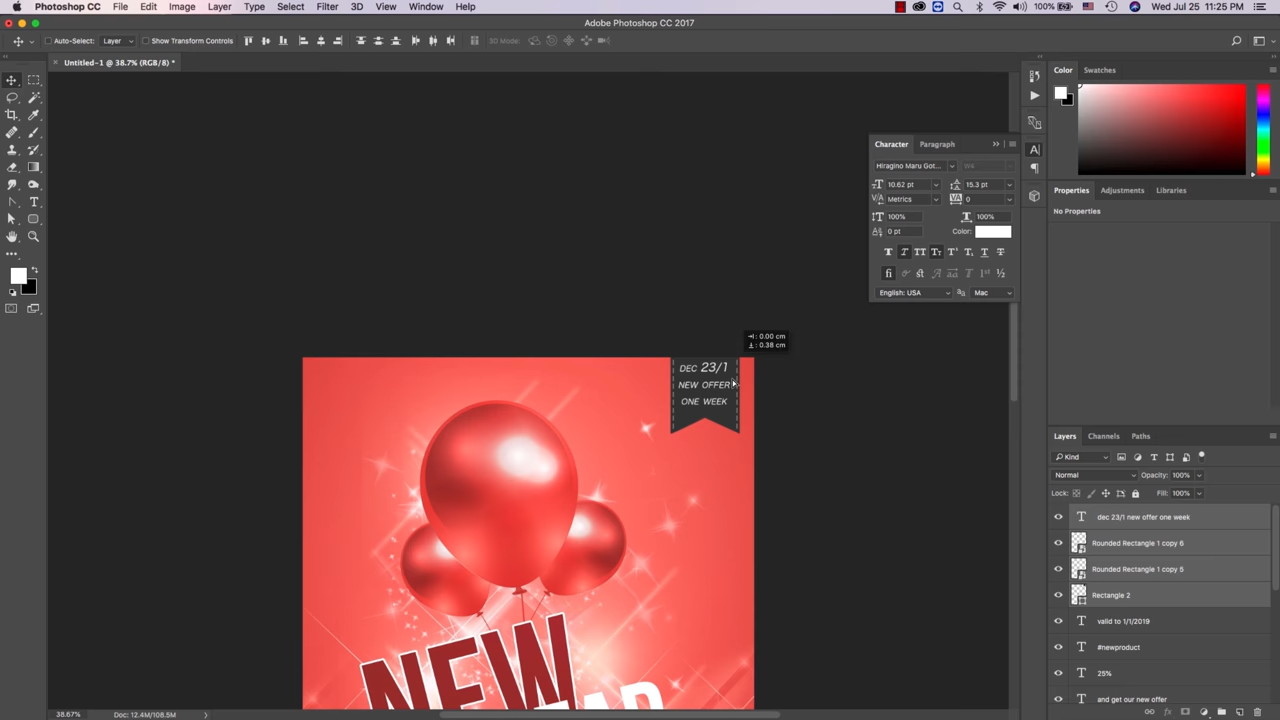 Photoshop CC File Edit Image Layer Type Select Filter 3D View Window Help
100% Wed Jul 25 11:25 PM
Adobe Photoshop CC 2017
Auto-Select: Layer Show Transform Controls 3D Mode:
× Untitled-1 @ 38.7% (RGB/8) *
Color Swatches
Character Paragraph
Hiragino Maru Got...
10.62 pt 15.3 pt
Metrics 0
100% 100%
0 pt Color:
English: USA Mac
Properties Adjustments Libraries
No Properties
→: 0.00 cm
↓: 0.38 cm
DEC 23/1
NEW OFFER
ONE WEEK
NEW
Layers Channels Paths
Kind
Normal Opacity: 100%
Lock: Fill: 100%
dec 23/1 new offer one week
Rounded Rectangle 1 copy 6
Rounded Rectangle 1 copy 5
Rectangle 2
vaild to 1/1/2019
#newproduct
25%
and get our new offer
38.67% Doc: 12.4M/108.5M